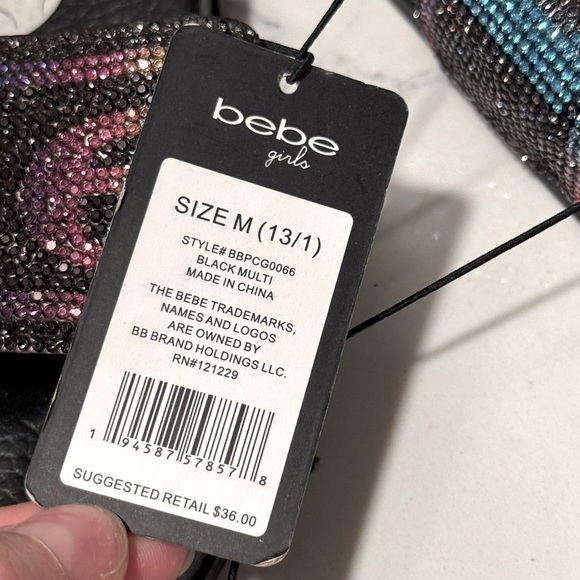 bebe
girls
SIZE M (13/1)
STYLE# BBPCG0066
BLACK MULTI
MADE IN CHINA
THE BEBE TRADEMARKS,
NAMES AND LOGOS
ARE OWNED BY
BB BRAND HOLDINGS LLC.
RN#121229
1 94587 57857 8
SUGGESTED RETAIL $36.00